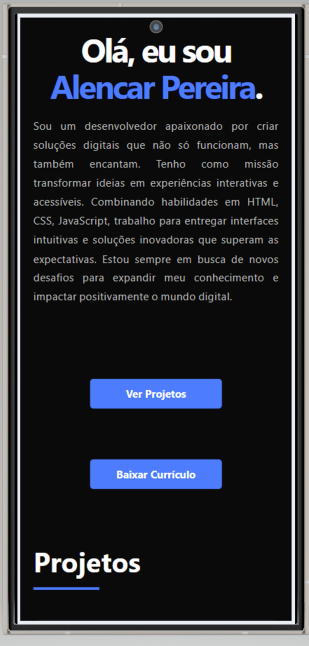 Olá, eu sou
Alencar Pereira.
Sou um desenvolvedor apaixonado por criar
soluções digitais que não só funcionam, mas
também encantam. Tenho como missão
transformar ideias em experiências interativas e
acessíveis. Combinando habilidades em HTML,
CSS, JavaScript, trabalho para entregar interfaces
intuitivas e soluções inovadoras que superam as
expectativas. Estou sempre em busca de novos
desafios para expandir meu conhecimento e
impactar positivamente o mundo digital.
Ver Projetos
Baixar Currículo
Projetos